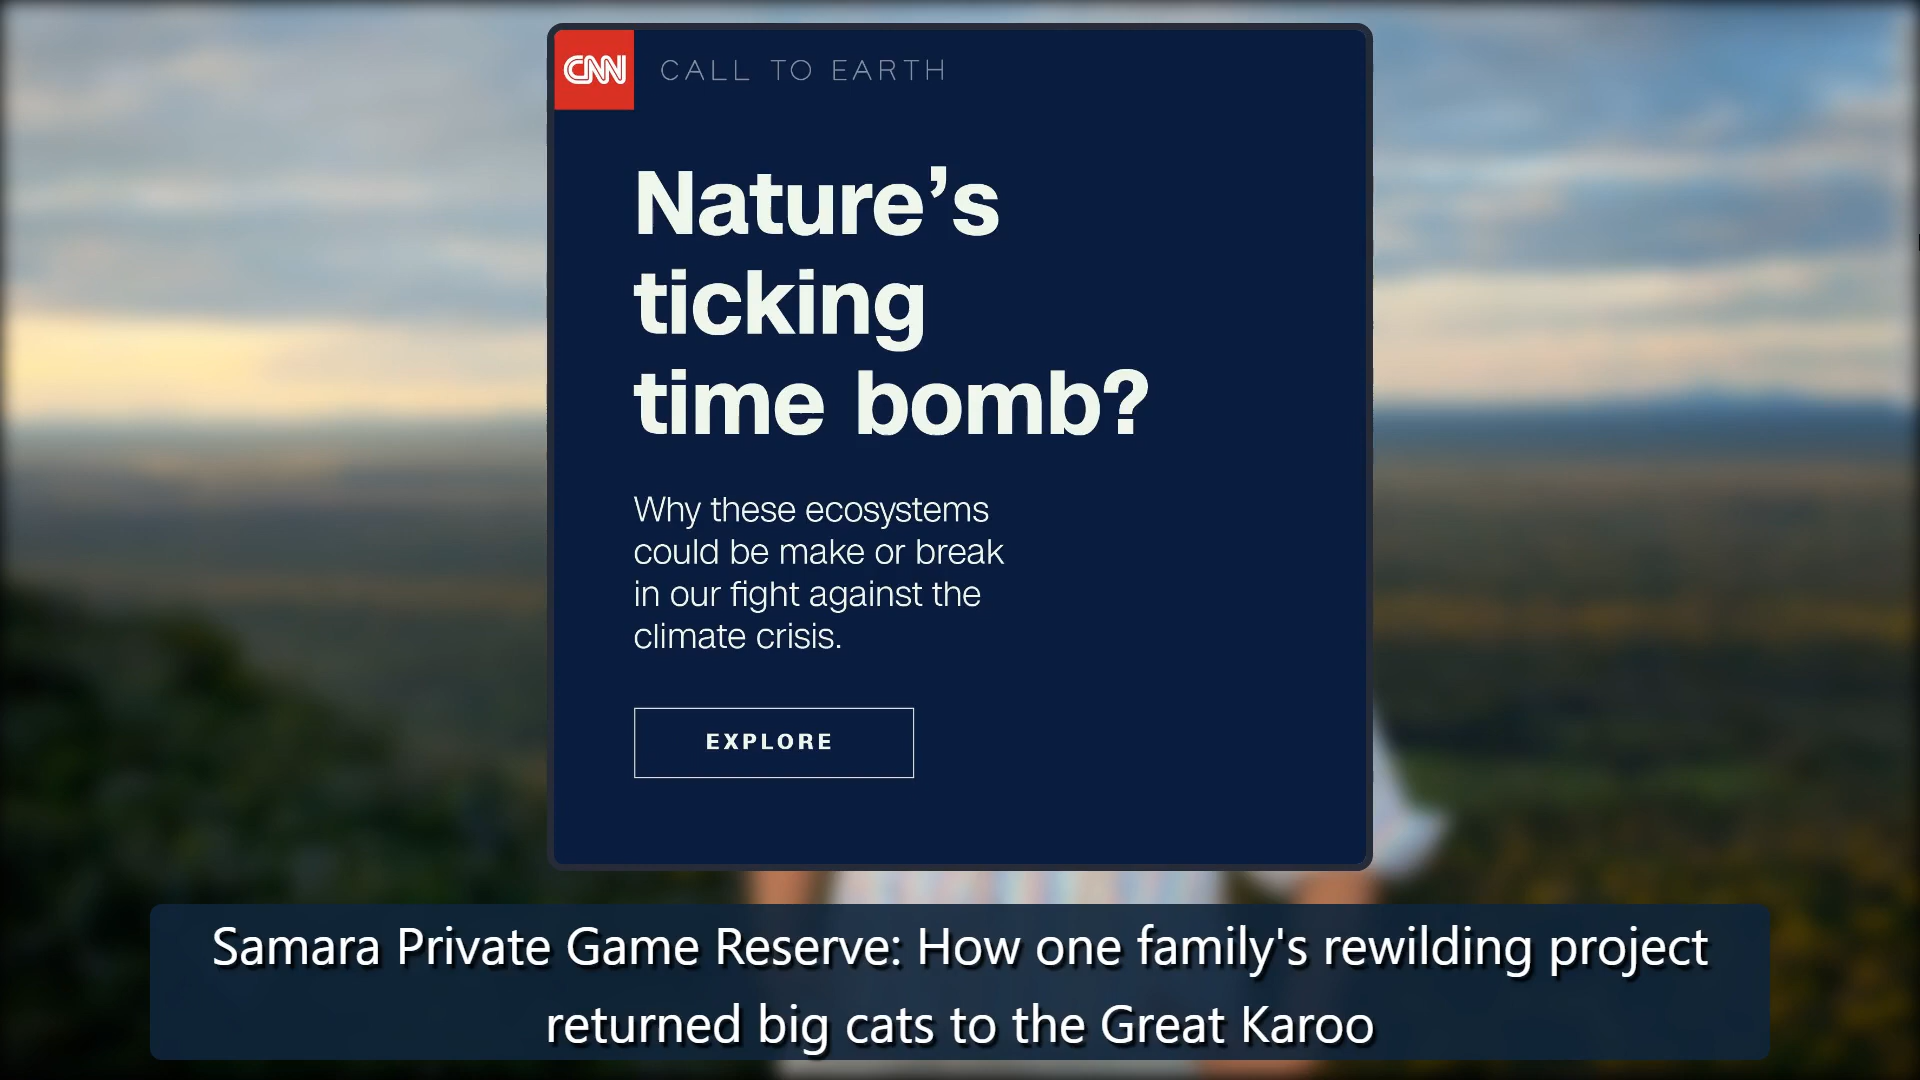 CNN CALL TO EARTH
Nature's
ticking
time bomb?
Why these ecosystems
could be make or break
in our fight against the
climate crisis.
EXPLORE
Samara Private Game Reserve: How one family's rewilding project
returned big cats to the Great Karoo